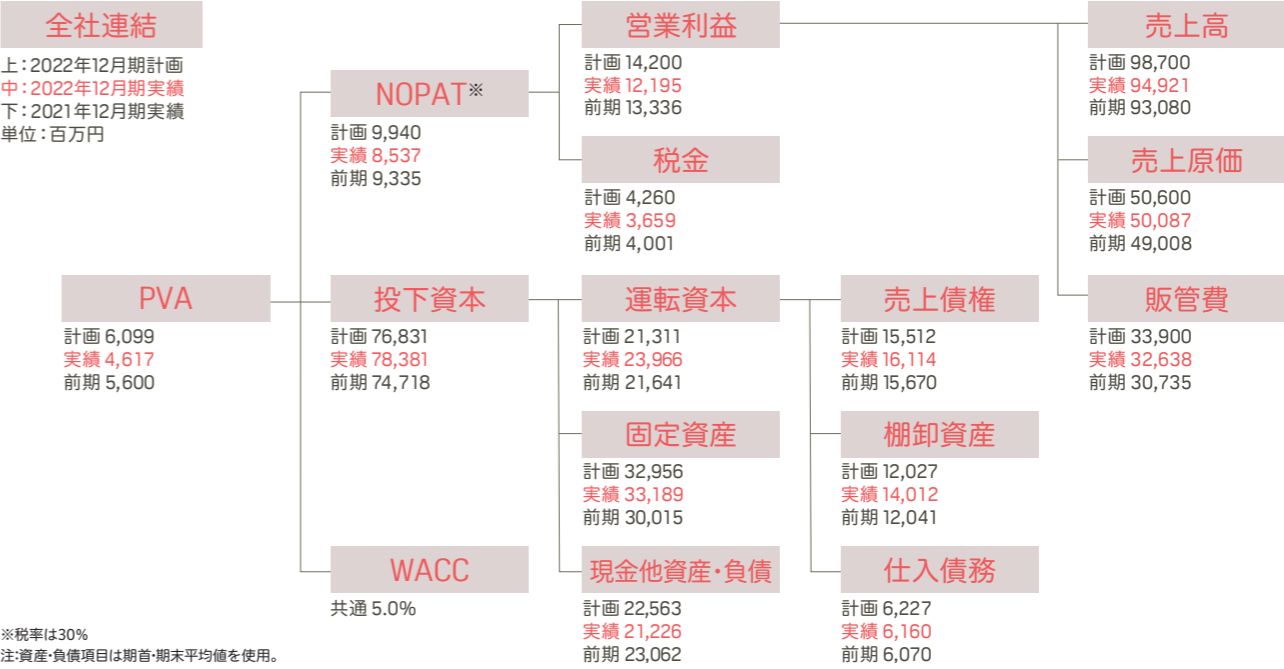 全社連結
上：2022年12月期計画
中：2022年12月期実績
下：2021年12月期実績
単位：百万円
PVA
計画 6,099
実績 4,617
前期 5,600
NOPAT※
計画 9,940
実績 8,537
前期 9,335
投下資本
計画 76,831
実績 78,381
前期 74,718
WACC
共通 5.0%
営業利益
計画 14,200
実績 12,195
前期 13,336
税金
計画 4,260
実績 3,659
前期 4,001
運転資本
計画 21,311
実績 23,966
前期 21,641
固定資産
計画 32,956
実績 33,189
前期 30,015
現金他資産・負債
計画 22,563
実績 21,226
前期 23,062
売上債権
計画 15,512
実績 16,114
前期 15,670
棚卸資産
計画 12,027
実績 14,012
前期 12,041
仕入債務
計画 6,227
実績 6,160
前期 6,070
売上高
計画 98,700
実績 94,921
前期 93,080
売上原価
計画 50,600
実績 50,087
前期 49,008
販管費
計画 33,900
実績 32,638
前期 30,735
※税率は30%
注:資産・負債項目は期首・期末平均値を使用。